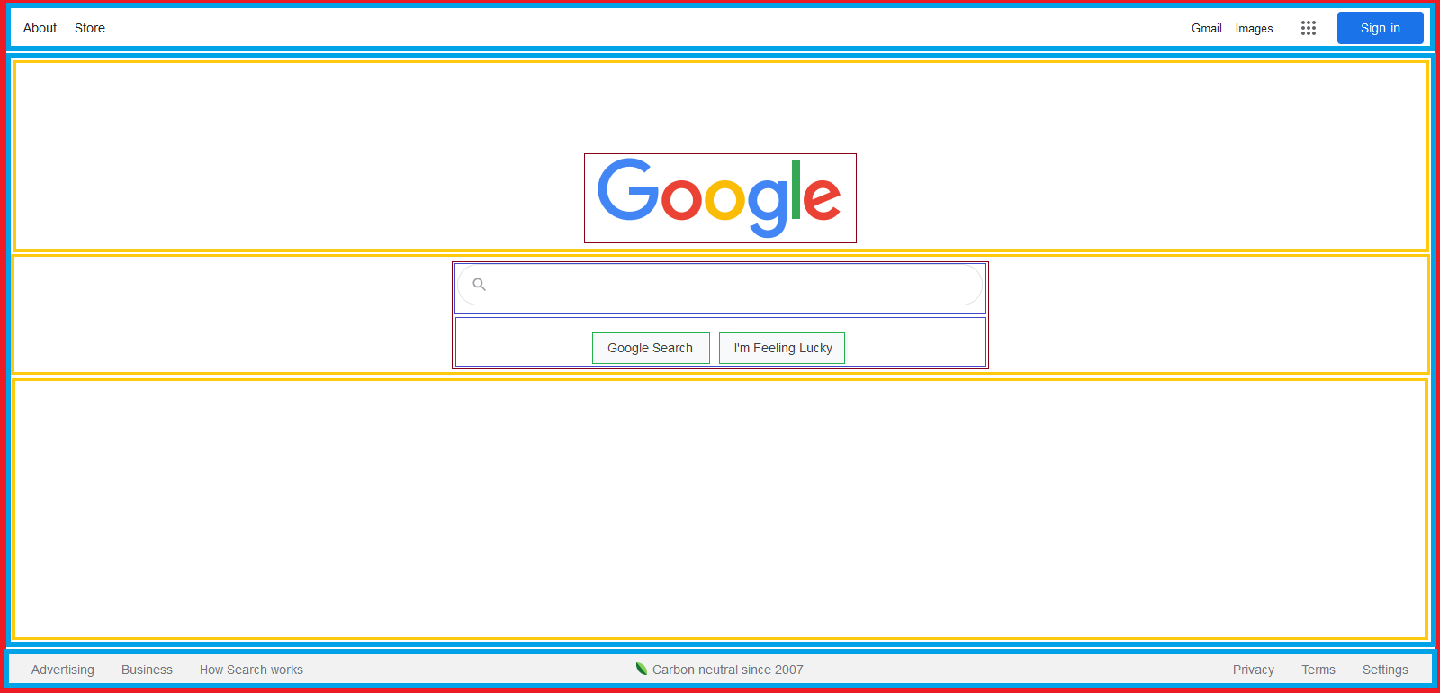 About Store Gmail Images Sign in
Google
Google Search I'm Feeling Lucky
Advertising Business How Search works Carbon neutral since 2007 Privacy Terms Settings